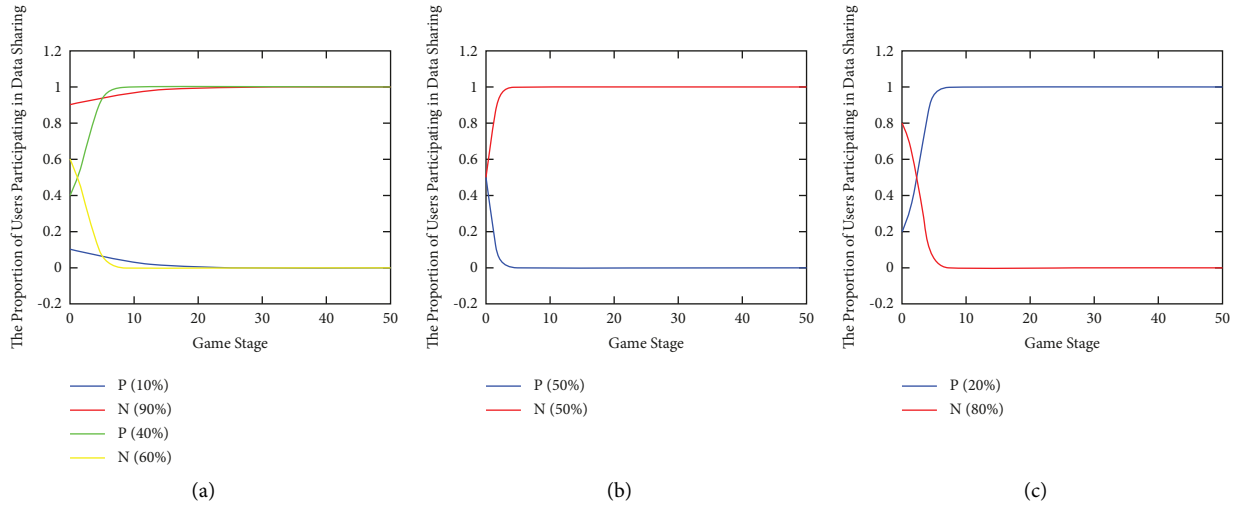 The Proportion of Users Participating in Data Sharing
1.2
1
0.8
0.6
0.4
0.2
0
-0.2
0 10 20 30 40 50
Game Stage
P (10%)
N (90%)
P (40%)
N (60%)
(a)
The Proportion of Users Participating in Data Sharing
1.2
1
0.8
0.6
0.4
0.2
0
-0.2
0 10 20 30 40 50
Game Stage
P (50%)
N (50%)
(b)
The Proportion of Users Participating in Data Sharing
1.2
1
0.8
0.6
0.4
0.2
0
-0.2
0 10 20 30 40 50
Game Stage
P (20%)
N (80%)
(c)